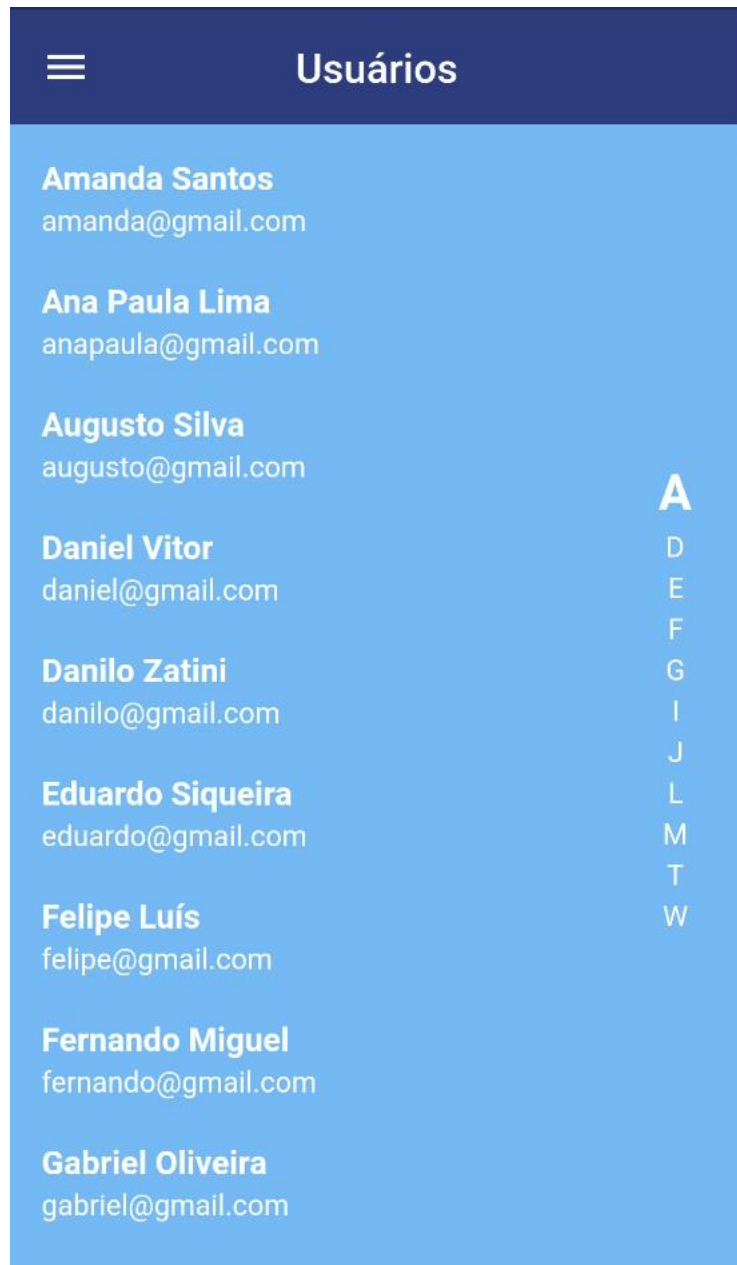 Usuários
Amanda Santos
amanda@gmail.com
Ana Paula Lima
anapaula@gmail.com
Augusto Silva
augusto@gmail.com
Daniel Vitor
daniel@gmail.com
Danilo Zatini
danilo@gmail.com
Eduardo Siqueira
eduardo@gmail.com
Felipe Luís
felipe@gmail.com
Fernando Miguel
fernando@gmail.com
Gabriel Oliveira
gabriel@gmail.com
A
D
E
F
G
I
J
L
M
T
W